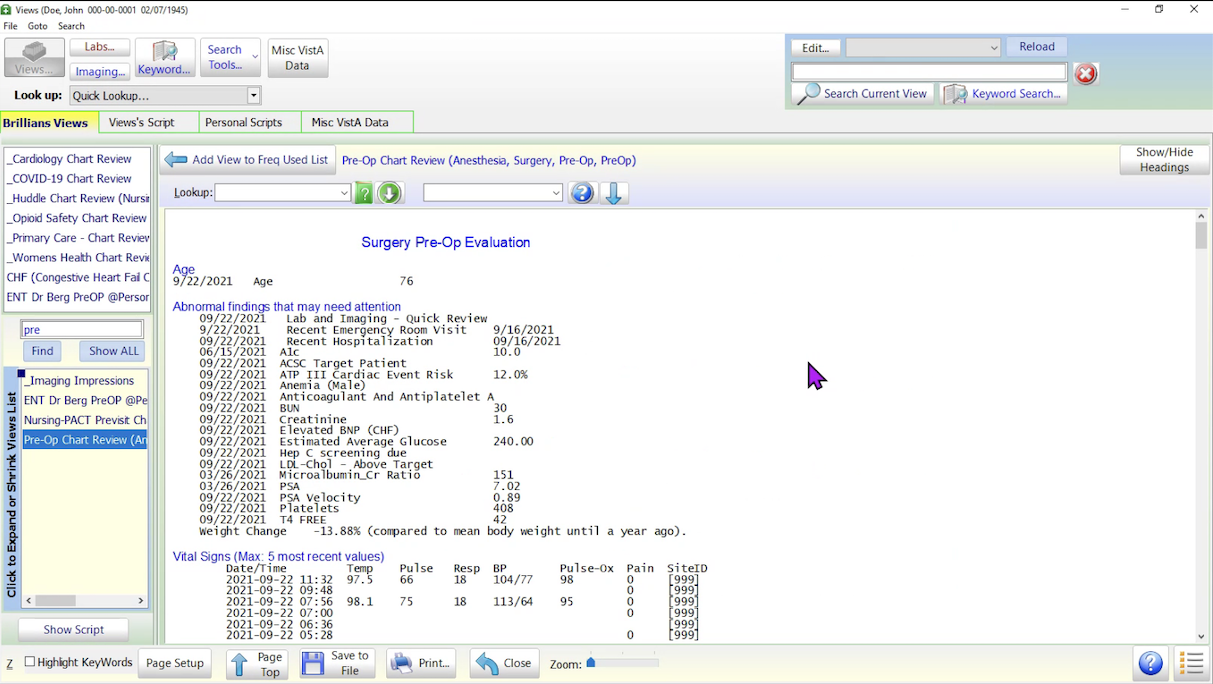 Views (Doe, John 000-00-0001 02/07/1945)
File Goto Search
Views...
Labs...
Imaging...
Keyword...
Search Tools...
Misc VistA Data
Edit...
Reload
Look up: Quick Lookup...
Search Current View
Keyword Search...
Brillians Views
Views's Script
Personal Scripts
Misc VistA Data
_Cardiology Chart Review
_COVID-19 Chart Review
_Huddle Chart Review (Nursi
_Opioid Safety Chart Review
_Primary Care - Chart Review
_Womens Health Chart Revie
CHF (Congestive Heart Fail C
ENT Dr Berg PreOP @Person
pre
Find
Show ALL
Click to Expand or Shrink Views List
_Imaging Impressions
ENT Dr Berg PreOP @Pe
Nursing-PACT Previsit Ch
Pre-Op Chart Review (An
Show Script
Add View to Freq Used List
Pre-Op Chart Review (Anesthesia, Surgery, Pre-Op, PreOp)
Show/Hide Headings
Lookup:
Surgery Pre-Op Evaluation
Age
9/22/2021 Age 76
Abnormal findings that may need attention
09/22/2021 Lab and Imaging - Quick Review
9/22/2021 Recent Emergency Room Visit 9/16/2021
09/22/2021 Recent Hospitalization 09/16/2021
06/15/2021 A1c 10.0
09/22/2021 ACSC Target Patient
09/22/2021 ATP III Cardiac Event Risk 12.0%
09/22/2021 Anemia (Male)
09/22/2021 Anticoagulant And Antiplatelet A
09/22/2021 BUN 30
09/22/2021 Creatinine 1.6
09/22/2021 Elevated BNP (CHF)
09/22/2021 Estimated Average Glucose 240.00
09/22/2021 Hep C screening due
09/22/2021 LDL-Chol - Above Target
03/26/2021 Microalbumin_Cr Ratio 151
03/26/2021 PSA 7.02
09/22/2021 PSA Velocity 0.89
09/22/2021 Platelets 408
09/22/2021 T4 FREE 42
Weight Change -13.88% (compared to mean body weight until a year ago).
Vital Signs (Max: 5 most recent values)
Date/Time Temp Pulse Resp BP Pulse-Ox Pain SiteID
2021-09-22 11:32 97.5 66 18 104/77 98 0 [999]
2021-09-22 09:48 0 [999]
2021-09-22 07:56 98.1 75 18 113/64 95 0 [999]
2021-09-22 07:00 0 [999]
2021-09-22 06:36 [999]
2021-09-22 05:28 0 [999]
Z
Highlight KeyWords
Page Setup
Page Top
Save to File
Print...
Close
Zoom: